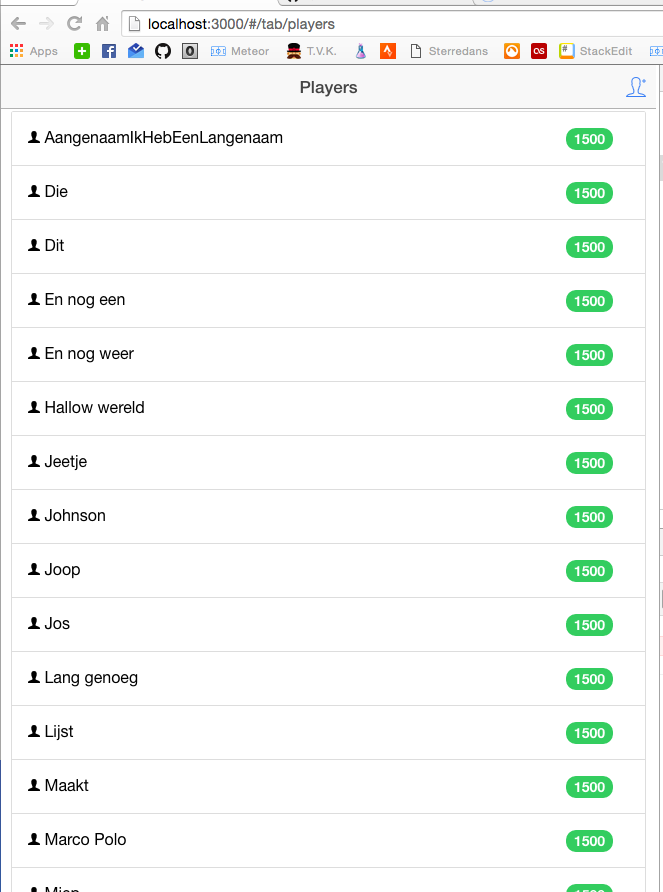 localhost:3000/#/tab/players
Apps Meteor T.V.K. Sterredans StackEdit
Players
AangenaamIkHebEenLangenaam 1500
Die 1500
Dit 1500
En nog een 1500
En nog weer 1500
Hallow wereld 1500
Jeetje 1500
Johnson 1500
Joop 1500
Jos 1500
Lang genoeg 1500
Lijst 1500
Maakt 1500
Marco Polo 1500